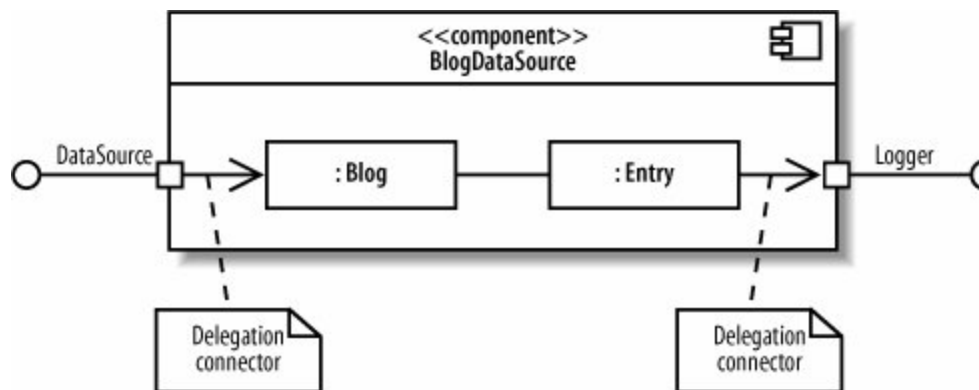 <<component>>
BlogDataSource
DataSource
: Blog
: Entry
Logger
Delegation
connector
Delegation
connector